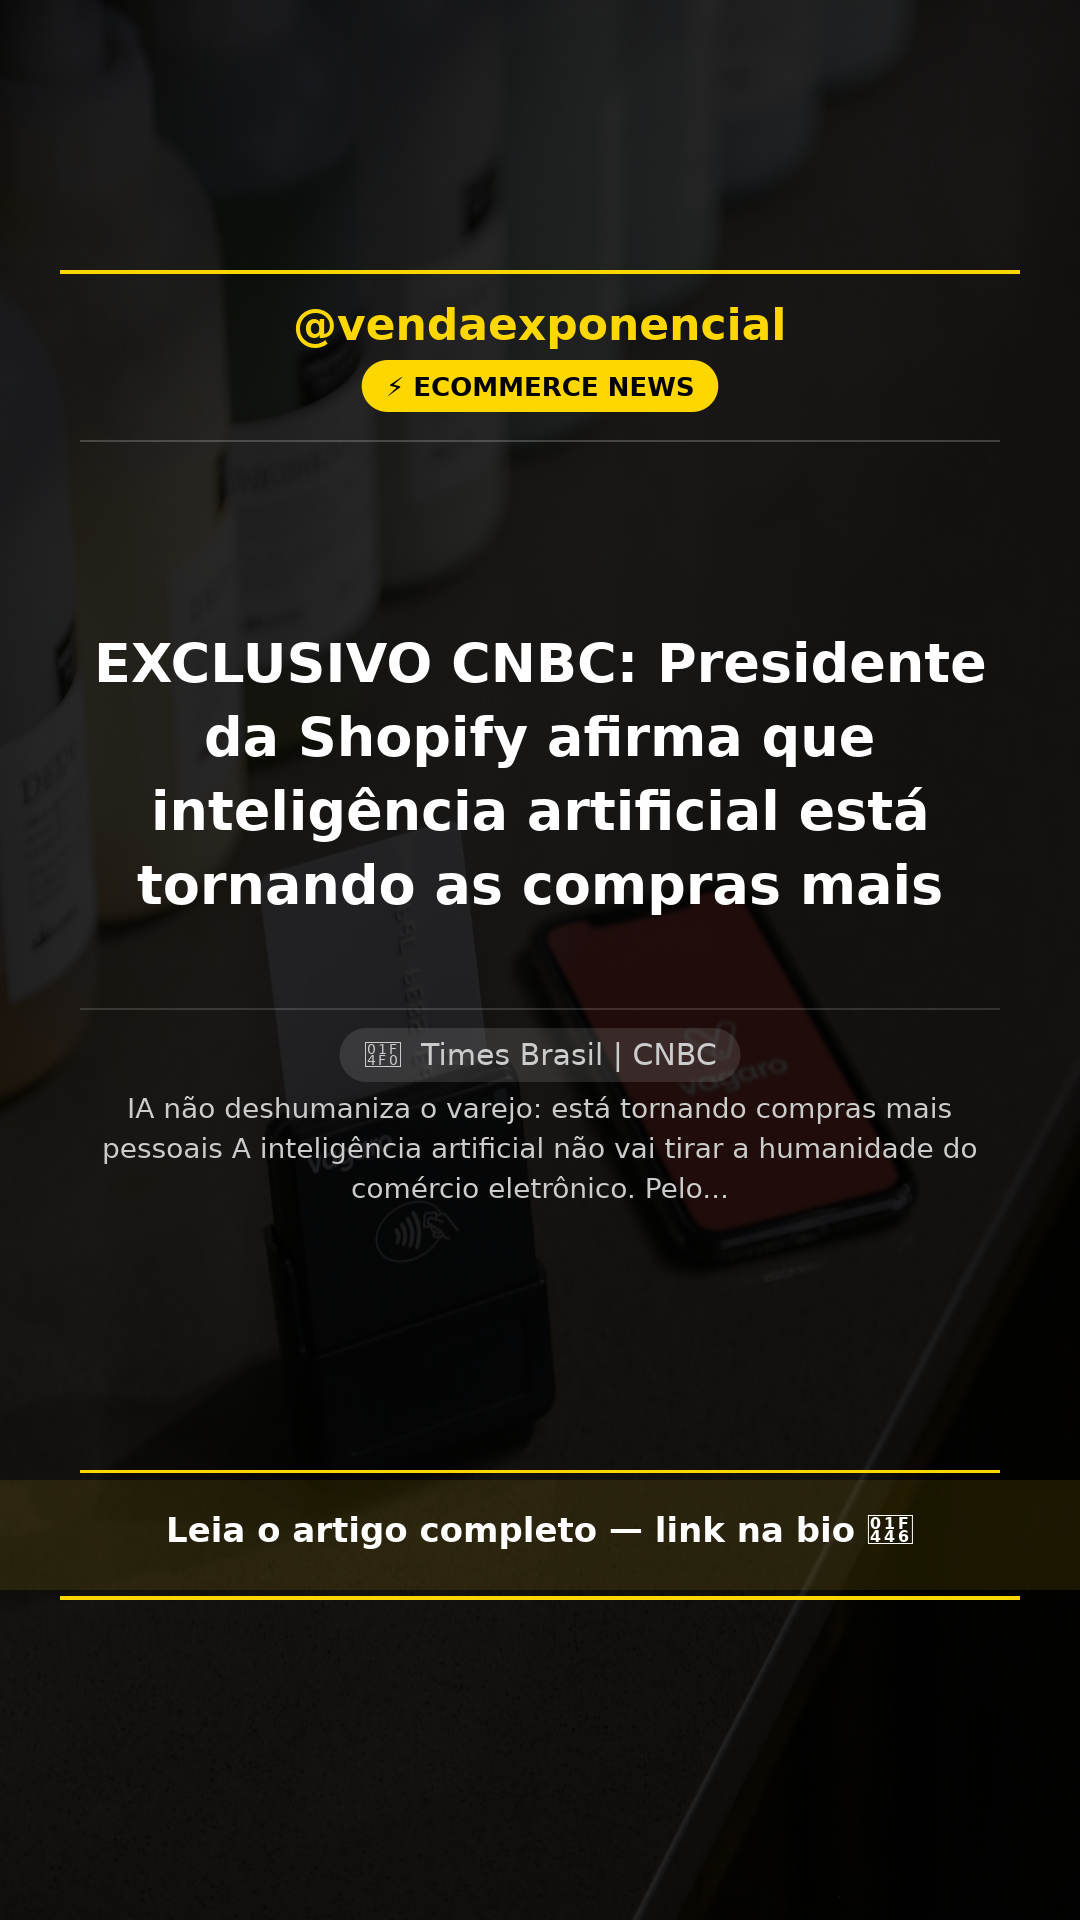 @vendaexponencial
⚡ ECOMMERCE NEWS
EXCLUSIVO CNBC: Presidente
da Shopify afirma que
inteligência artificial está
tornando as compras mais
Times Brasil | CNBC
IA não deshumaniza o varejo: está tornando compras mais
pessoais A inteligência artificial não vai tirar a humanidade do
comércio eletrônico. Pelo...
vagaro
vagaro
Leia o artigo completo — link na bio